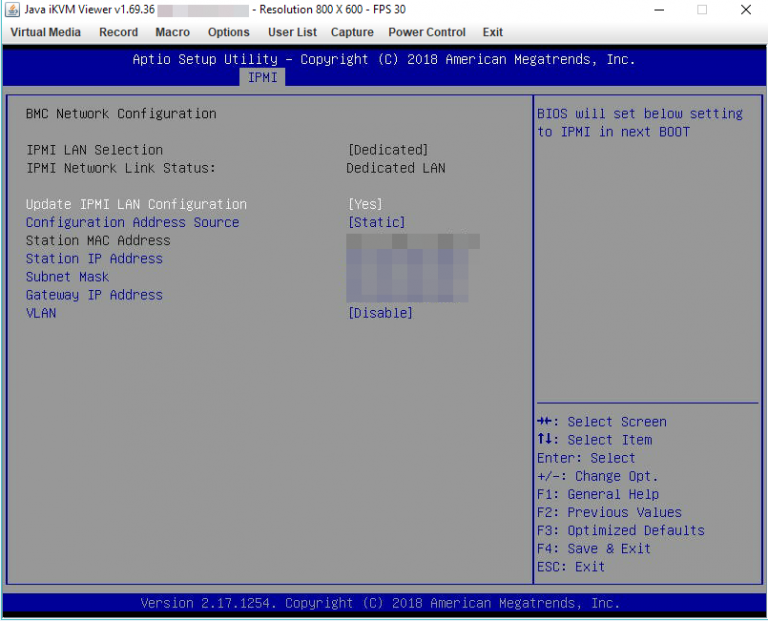 Java iKVM Viewer v1.69.36 - Resolution 800 X 600 - FPS 30
Virtual Media Record Macro Options User List Capture Power Control Exit
Aptio Setup Utility – Copyright (C) 2018 American Megatrends, Inc.
IPMI
BMC Network Configuration
IPMI LAN Selection [Dedicated]
IPMI Network Link Status: Dedicated LAN
Update IPMI LAN Configuration [Yes]
Configuration Address Source [Static]
Station MAC Address
Station IP Address
Subnet Mask
Gateway IP Address
VLAN [Disable]
BIOS will set below setting
to IPMI in next BOOT
→←: Select Screen
↑↓: Select Item
Enter: Select
+/-: Change Opt.
F1: General Help
F2: Previous Values
F3: Optimized Defaults
F4: Save & Exit
ESC: Exit
Version 2.17.1254. Copyright (C) 2018 American Megatrends, Inc.